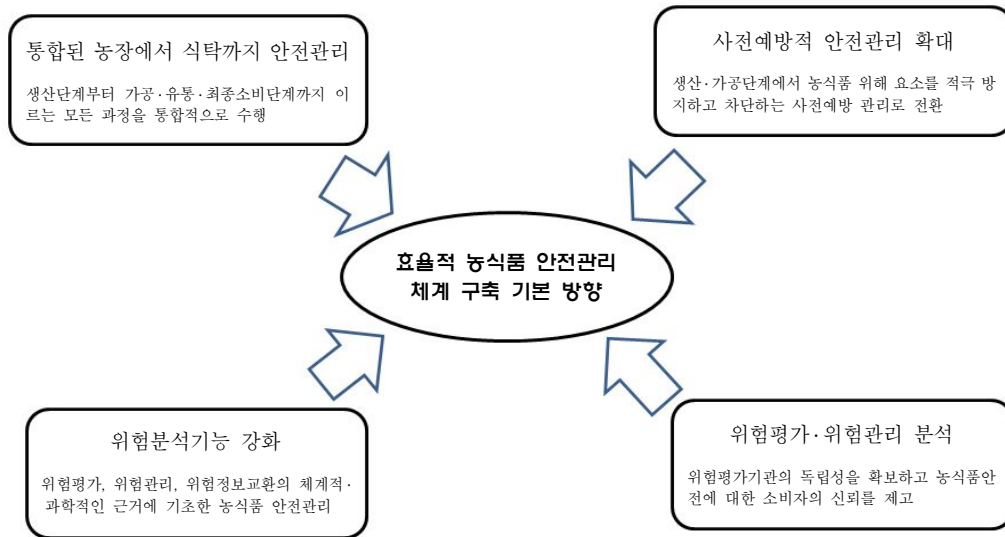 통합된 농장에서 식탁까지 안전관리
생산단계부터 가공·유통·최종소비단계까지 이
르는 모든 과정을 통합적으로 수행
사전예방적 안전관리 확대
생산·가공단계에서 농식품 위해 요소를 적극 방
지하고 차단하는 사전예방 관리로 전환
효율적 농식품 안전관리
체계 구축 기본 방향
위험분석기능 강화
위험평가, 위험관리, 위험정보교환의 체계적·
과학적인 근거에 기초한 농식품 안전관리
위험평가·위험관리 분석
위험평가기관의 독립성을 확보하고 농식품안
전에 대한 소비자의 신뢰를 제고